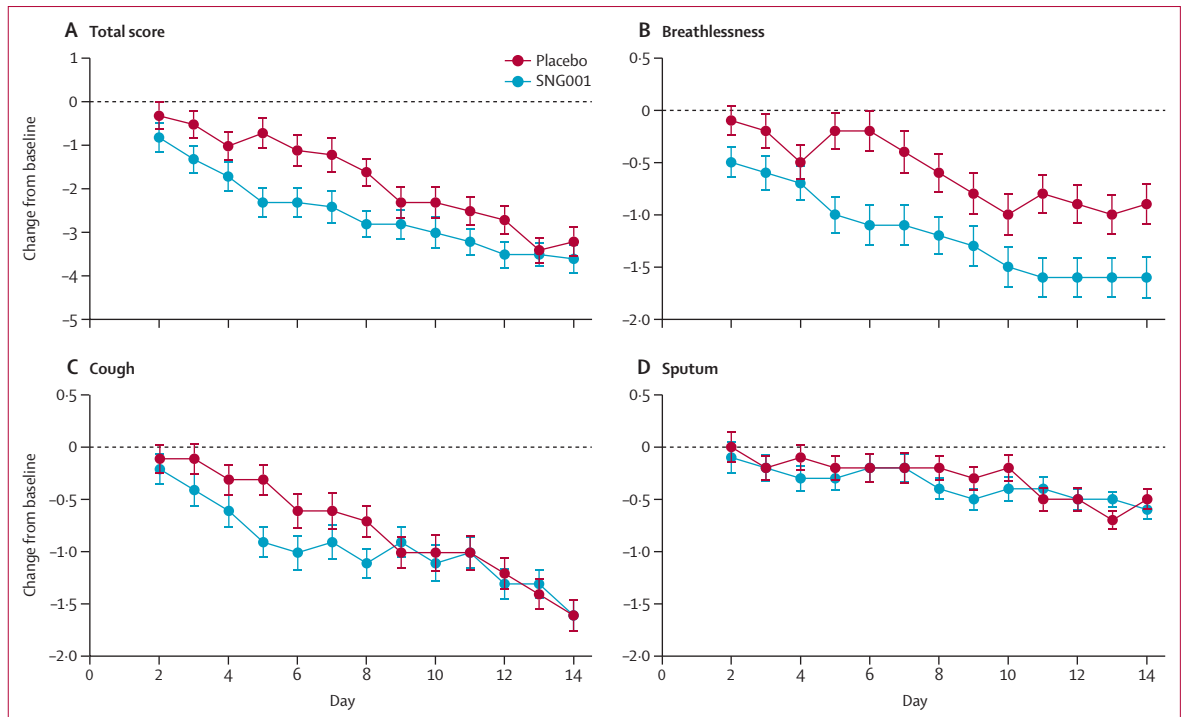 A Total score
1
0
–1
–2
–3
–4
–5
Change from baseline
Placebo
SNG001
B Breathlessness
0·5
0
–0·5
–1·0
–1·5
–2·0
C Cough
0·5
0
–0·5
–1·0
–1·5
–2·0
Change from baseline
0 2 4 6 8 10 12 14
Day
D Sputum
0·5
0
–0·5
–1·0
–1·5
–2·0
0 2 4 6 8 10 12 14
Day